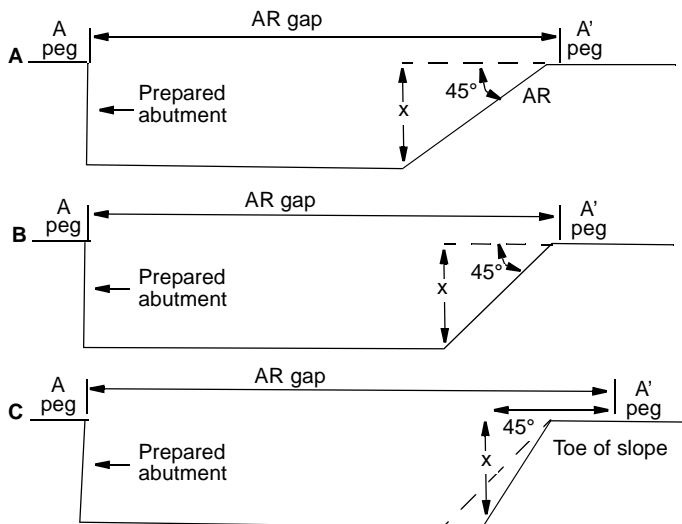 A
peg
AR gap
A'
peg
A
Prepared
abutment
x
45°
AR
A
peg
AR gap
A'
peg
B
Prepared
abutment
x
45°
A
peg
AR gap
A'
peg
C
45°
Prepared
abutment
x
Toe of slope